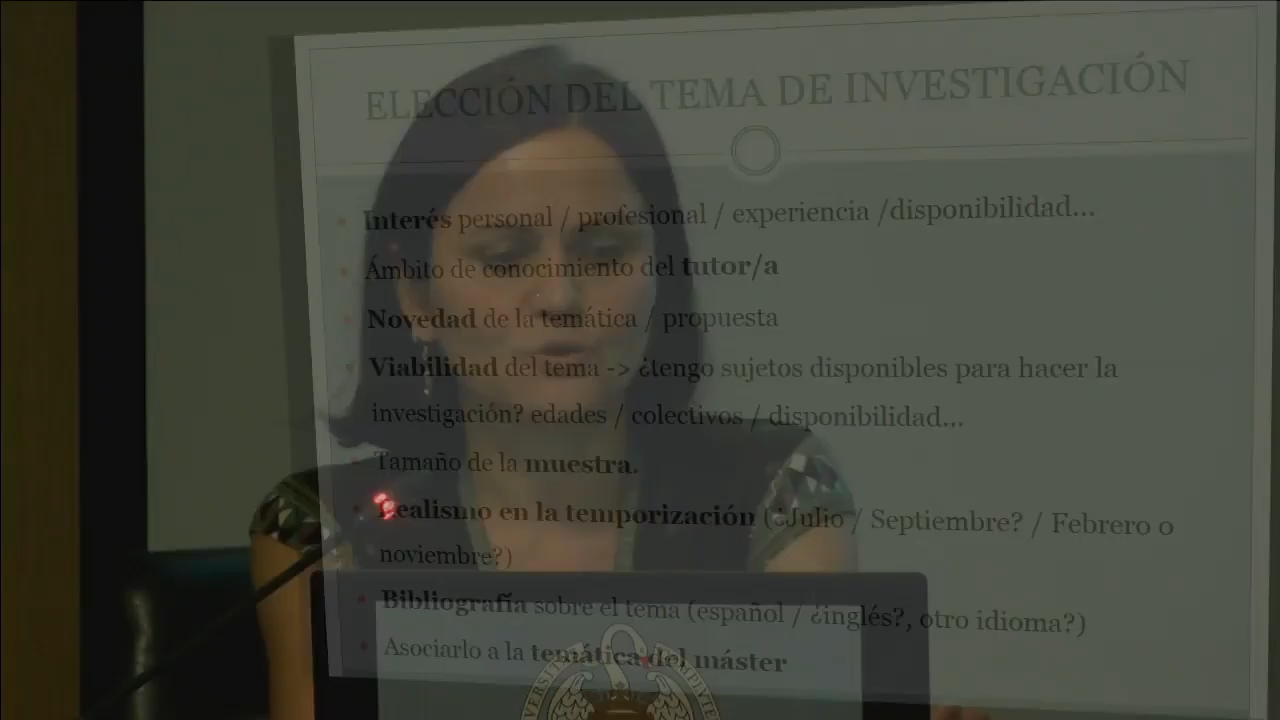 ELECCIÓN DEL TEMA DE INVESTIGACIÓN
Interés personal / profesional / experiencia /disponibilidad...
Ámbito de conocimiento del tutor/a
Novedad de la temática / propuesta
Viabilidad del tema -> ¿tengo sujetos disponibles para hacer la
investigación? edades / colectivos / disponibilidad...
Tamaño de la muestra.
Realismo en la temporización (¿Julio / Septiembre? / Febrero o
noviembre?)
Bibliografía sobre el tema (español / ¿inglés?, otro idioma?)
Asociarlo a la temática del máster